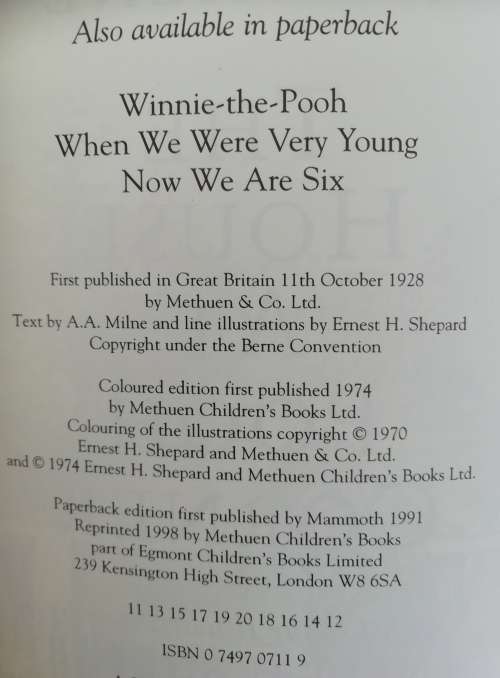 Also available in paperback
Winnie-the-Pooh
When We Were Very Young
Now We Are Six
First published in Great Britain 11th October 1928
by Methuen & Co. Ltd.
Text by A.A. Milne and line illustrations by Ernest H. Shepard
Copyright under the Berne Convention
Coloured edition first published 1974
by Methuen Children's Books Ltd.
Colouring of the illustrations copyright © 1970
Ernest H. Shepard and Methuen & Co. Ltd.
and © 1974 Ernest H. Shepard and Methuen Children's Books Ltd.
Paperback edition first published by Mammoth 1991
Reprinted 1998 by Methuen Children's Books
part of Egmont Children's Books Limited
239 Kensington High Street, London W8 6SA
11 13 15 17 19 20 18 16 14 12
ISBN 0 7497 0711 9